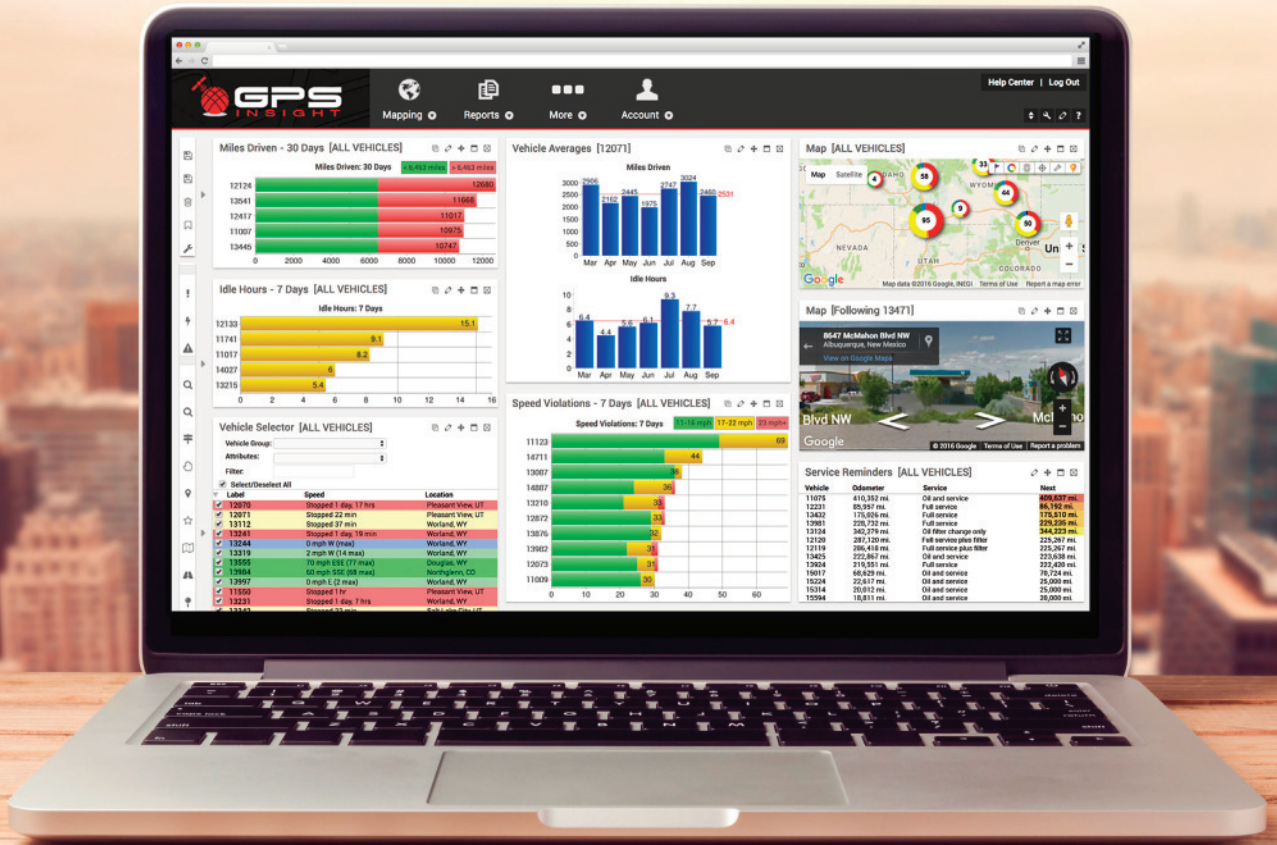 GPS
INSIGHT
Mapping
Reports
More
Account
Help Center | Log Out
Miles Driven - 30 Days [ALL VEHICLES]
Miles Driven: 30 Days
12124 12680
13541 11668
12417 11017
11007 10975
13445 10747
0 2000 4000 6000 8000 10000 12000
Idle Hours - 7 Days [ALL VEHICLES]
Idle Hours: 7 Days
12133 15.1
11741 9.1
11017 8.2
14027 6
13215 5.4
0 2 4 6 8 10 12 14 16
Vehicle Selector [ALL VEHICLES]
Vehicle Group:
Attributes:
Filter:
Select/Deselect All
Label Speed Location
12070 Stopped 1 day, 17 hrs Pleasant View, UT
12071 Stopped 22 min Pleasant View, UT
13112 Stopped 37 min Worland, WY
13241 Stopped 1 day, 19 min Worland, WY
13244 0 mph W (max) Worland, WY
13319 2 mph W (14 max) Worland, WY
13555 70 mph ESE (77 max) Douglas, WY
13984 60 mph SSE (68 max) Northglenn, CO
13997 0 mph E (2 max) Worland, WY
11550 Stopped 1 hr Pleasant View, UT
13231 Stopped 1 day, 7 hrs Worland, WY
Vehicle Averages [12071]
Miles Driven
3000 2906 2162 2445 1975 2747 3024 2460 2531
2500
2000
1500
1000
500
0
Mar Apr May Jun Jul Aug Sep
Idle Hours
10
8
6
4
2
0
6.4 4.4 5.6 6.1 9.3 7.7 5.7 6.4
Mar Apr May Jun Jul Aug Sep
Speed Violations - 7 Days [ALL VEHICLES]
Speed Violations: 7 Days 11-16 mph 17-22 mph 23 mph+
11123 69
14711 44
13087 38
14887 36
13210 33
12872 33
13876 32
13982 31
12073 31
11009 30
0 10 20 30 40 50 60
Map [ALL VEHICLES]
Map Satellite
4 58 33 44 95 9 50
NEVADA
UTAH
Denver
COLORADO
Google
Map data ©2016 Google, INEGI Terms of Use Report a map error
Map [Following 13471]
8647 McMahon Blvd NW
Albuquerque, New Mexico
View on Google Maps
Blvd NW
Google
© 2016 Google Terms of Use Report a problem
Service Reminders [ALL VEHICLES]
Vehicle Odometer Service Next
11075 410,352 mi. Oil and service 409,637 mi.
12231 85,957 mi. Full service 86,192 mi.
13432 175,026 mi. Full service 175,510 mi.
13981 228,732 mi. Full service 229,235 mi.
13124 342,279 mi. Oil filter change only 344,223 mi.
12120 287,120 mi. Full service plus filter 225,267 mi.
12119 286,418 mi. Full service plus filter 225,267 mi.
13425 222,867 mi. Oil and service 223,638 mi.
13924 219,551 mi. Full service 222,420 mi.
15017 68,629 mi. Oil and service 70,724 mi.
15224 22,617 mi. Oil and service 25,000 mi.
15314 20,012 mi. Oil and service 25,000 mi.
15594 18,811 mi. Oil and service 20,000 mi.